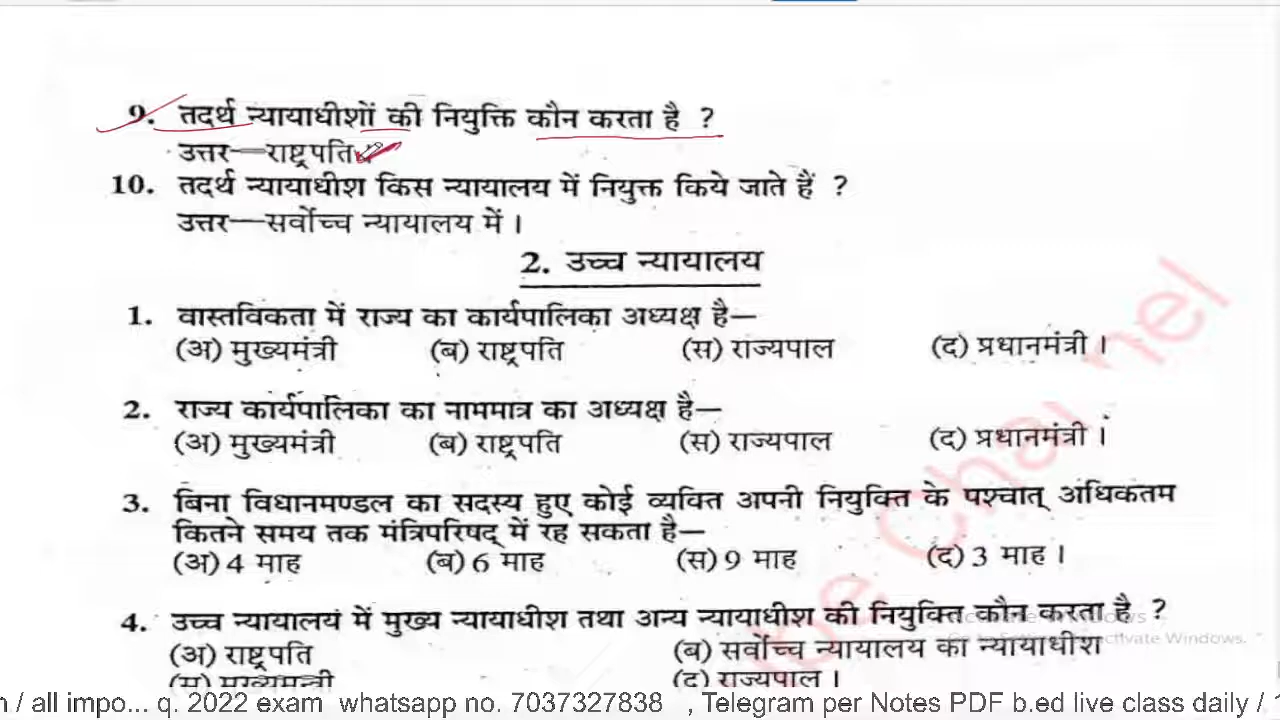 9. तदर्थ न्यायाधीशों की नियुक्ति कौन करता है ?
उत्तर—राष्ट्रपति
10. तदर्थ न्यायाधीश किस न्यायालय में नियुक्त किये जाते हैं ?
उत्तर—सर्वोच्च न्यायालय में ।
2. उच्च न्यायालय
1. वास्तविकता में राज्य का कार्यपालिका अध्यक्ष है—
(अ) मुख्यमंत्री (ब) राष्ट्रपति (स) राज्यपाल (द) प्रधानमंत्री ।
2. राज्य कार्यपालिका का नाममात्र का अध्यक्ष है—
(अ) मुख्यमंत्री (ब) राष्ट्रपति (स) राज्यपाल (द) प्रधानमंत्री ।
3. बिना विधानमण्डल का सदस्य हुए कोई व्यक्ति अपनी नियुक्ति के पश्चात् अधिकतम
कितने समय तक मंत्रिपरिषद् में रह सकता है—
(अ) 4 माह (ब) 6 माह (स) 9 माह (द) 3 माह ।
4. उच्च न्यायालय में मुख्य न्यायाधीश तथा अन्य न्यायाधीश की नियुक्ति कौन करता है ?
(अ) राष्ट्रपति (ब) सर्वोच्च न्यायालय का न्यायाधीश
(स) मुख्यमन्त्री (द) राज्यपाल ।
/ all impo... q. 2022 exam whatsapp no. 7037327838 , Telegram per Notes PDF b.ed live class daily /